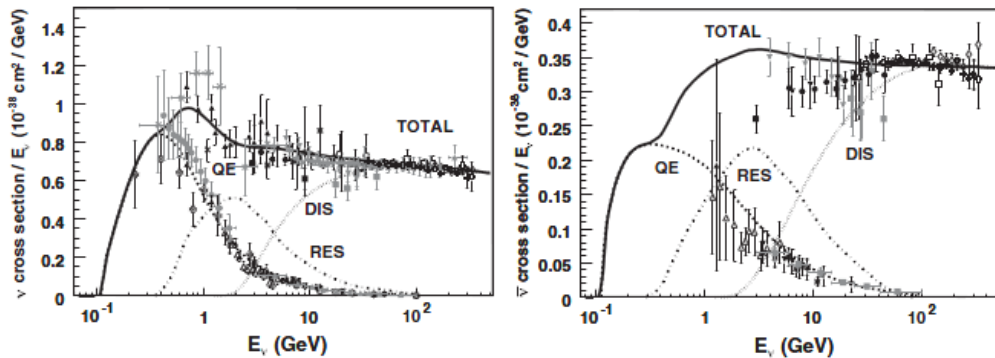 ν cross section / Eν (10-38 cm2 / GeV)
1.6
1.4
1.2
1
0.8
0.6
0.4
0.2
0
TOTAL
QE
DIS
RES
10-1
1
10
102
Eν (GeV)
ν̅ cross section / Eν (10-38 cm2 / GeV)
0.4
0.35
0.3
0.25
0.2
0.15
0.1
0.05
0
TOTAL
QE
RES
DIS
10-1
1
10
102
Eν (GeV)